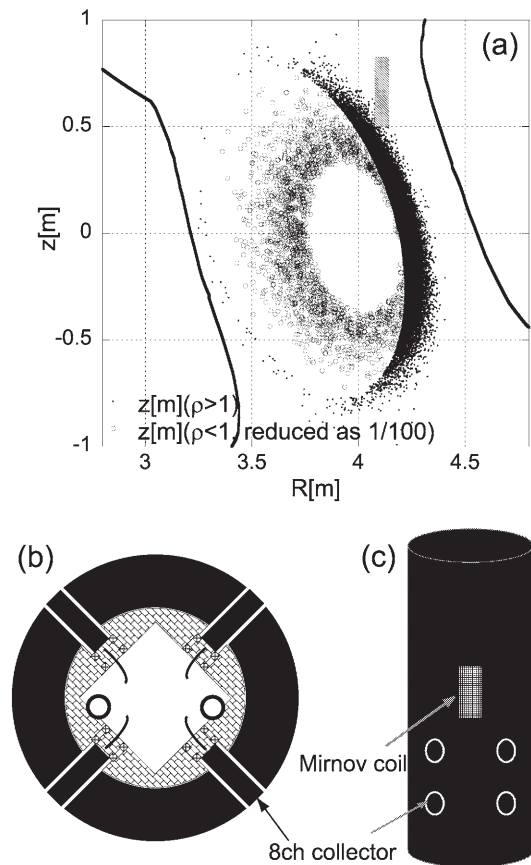 (a)
1
0.5
0
-0.5
-1
z[m]
z[m](ρ>1)
z[m](ρ<1, reduced as 1/100)
3
3.5
4
4.5
R[m]
(b)
(c)
Mirnov coil
8ch collector